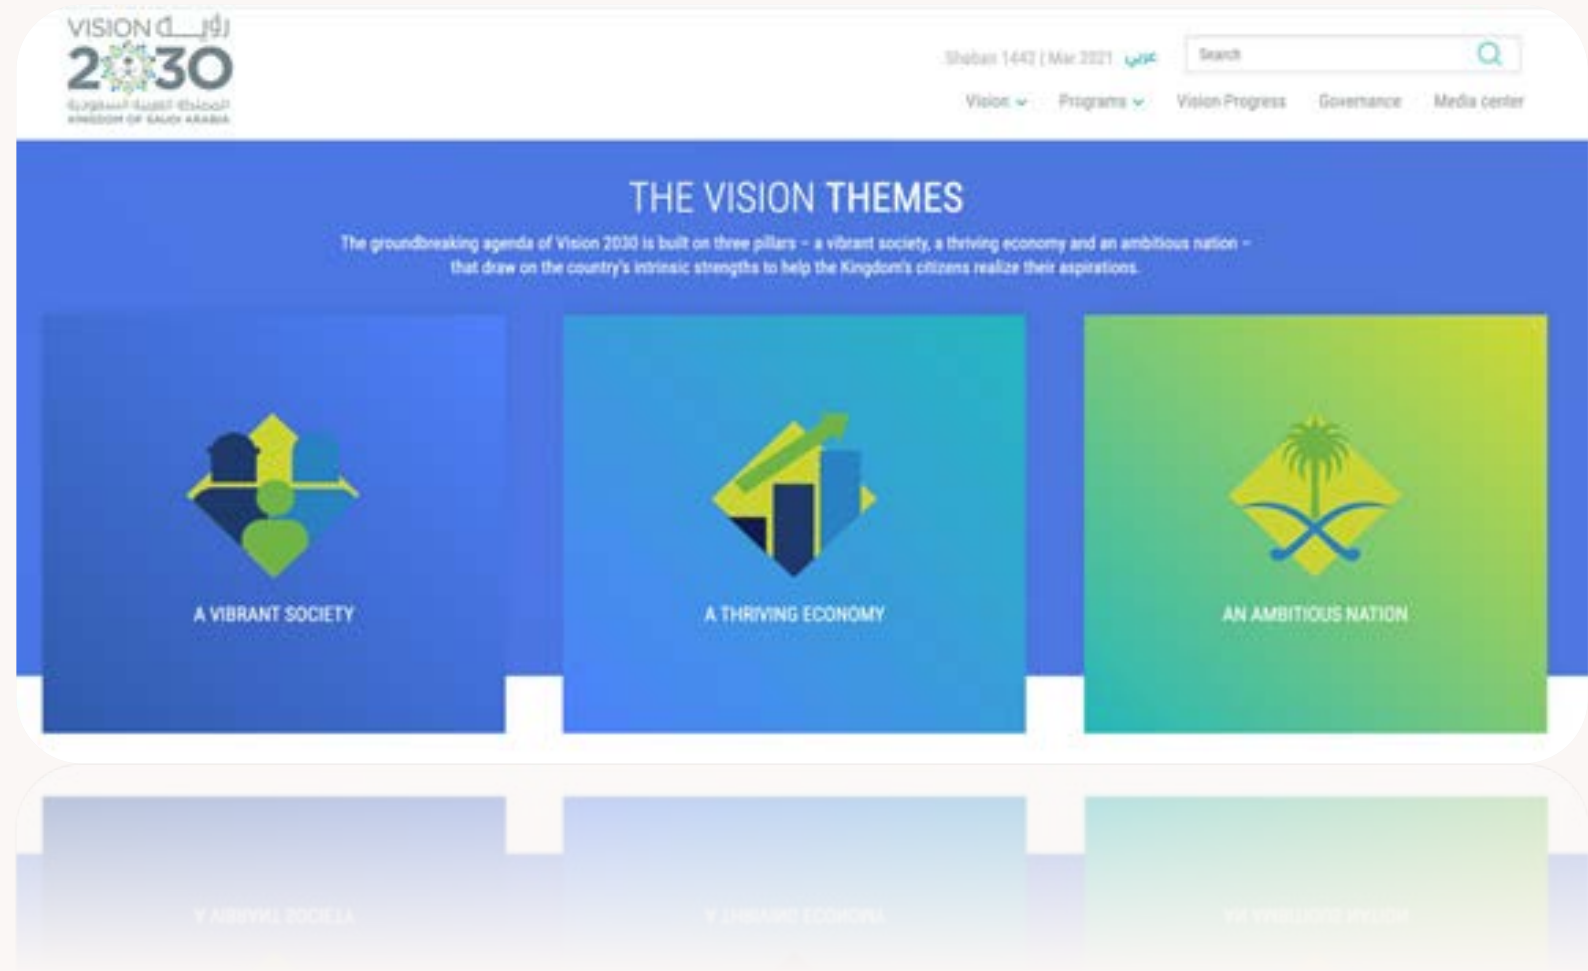 VISION رؤيـــة
2030
المملكة العربية السعودية
KINGDOM OF SAUDI ARABIA
Shaban 1442 | Mar 2021 عربي
Search
Vision Programs Vision Progress Governance Media center
THE VISION THEMES
The groundbreaking agenda of Vision 2030 is built on three pillars – a vibrant society, a thriving economy and an ambitious nation –
that draw on the country's intrinsic strengths to help the Kingdom's citizens realize their aspirations.
A VIBRANT SOCIETY
A THRIVING ECONOMY
AN AMBITIOUS NATION